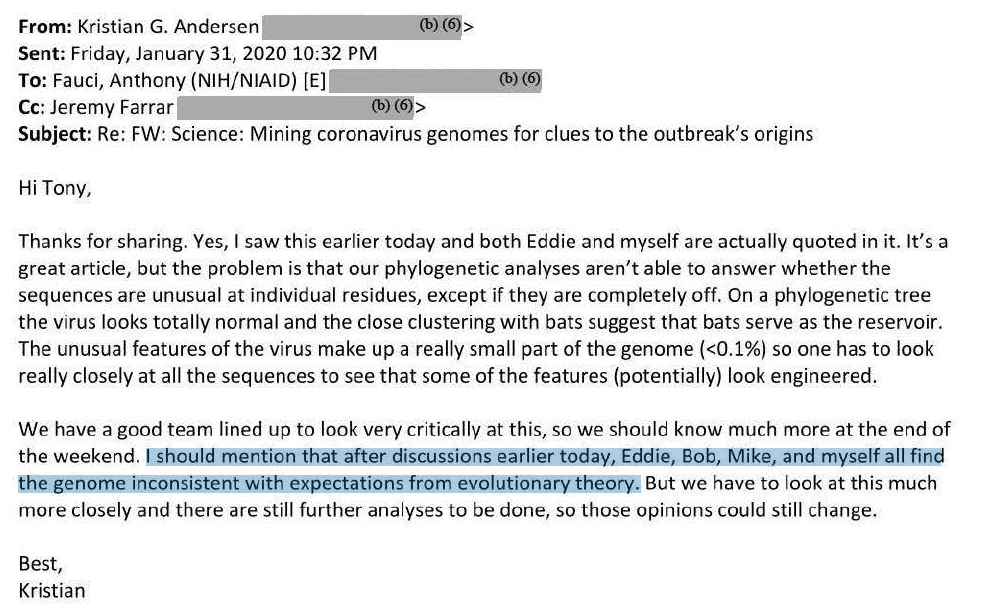 From: Kristian G. Andersen (b) (6)>
Sent: Friday, January 31, 2020 10:32 PM
To: Fauci, Anthony (NIH/NIAID) [E] (b) (6)
Cc: Jeremy Farrar (b) (6)>
Subject: Re: FW: Science: Mining coronavirus genomes for clues to the outbreak's origins
Hi Tony,
Thanks for sharing. Yes, I saw this earlier today and both Eddie and myself are actually quoted in it. It's a
great article, but the problem is that our phylogenetic analyses aren't able to answer whether the
sequences are unusual at individual residues, except if they are completely off. On a phylogenetic tree
the virus looks totally normal and the close clustering with bats suggest that bats serve as the reservoir.
The unusual features of the virus make up a really small part of the genome (<0.1%) so one has to look
really closely at all the sequences to see that some of the features (potentially) look engineered.
We have a good team lined up to look very critically at this, so we should know much more at the end of
the weekend. I should mention that after discussions earlier today, Eddie, Bob, Mike, and myself all find
the genome inconsistent with expectations from evolutionary theory. But we have to look at this much
more closely and there are still further analyses to be done, so those opinions could still change.
Best,
Kristian